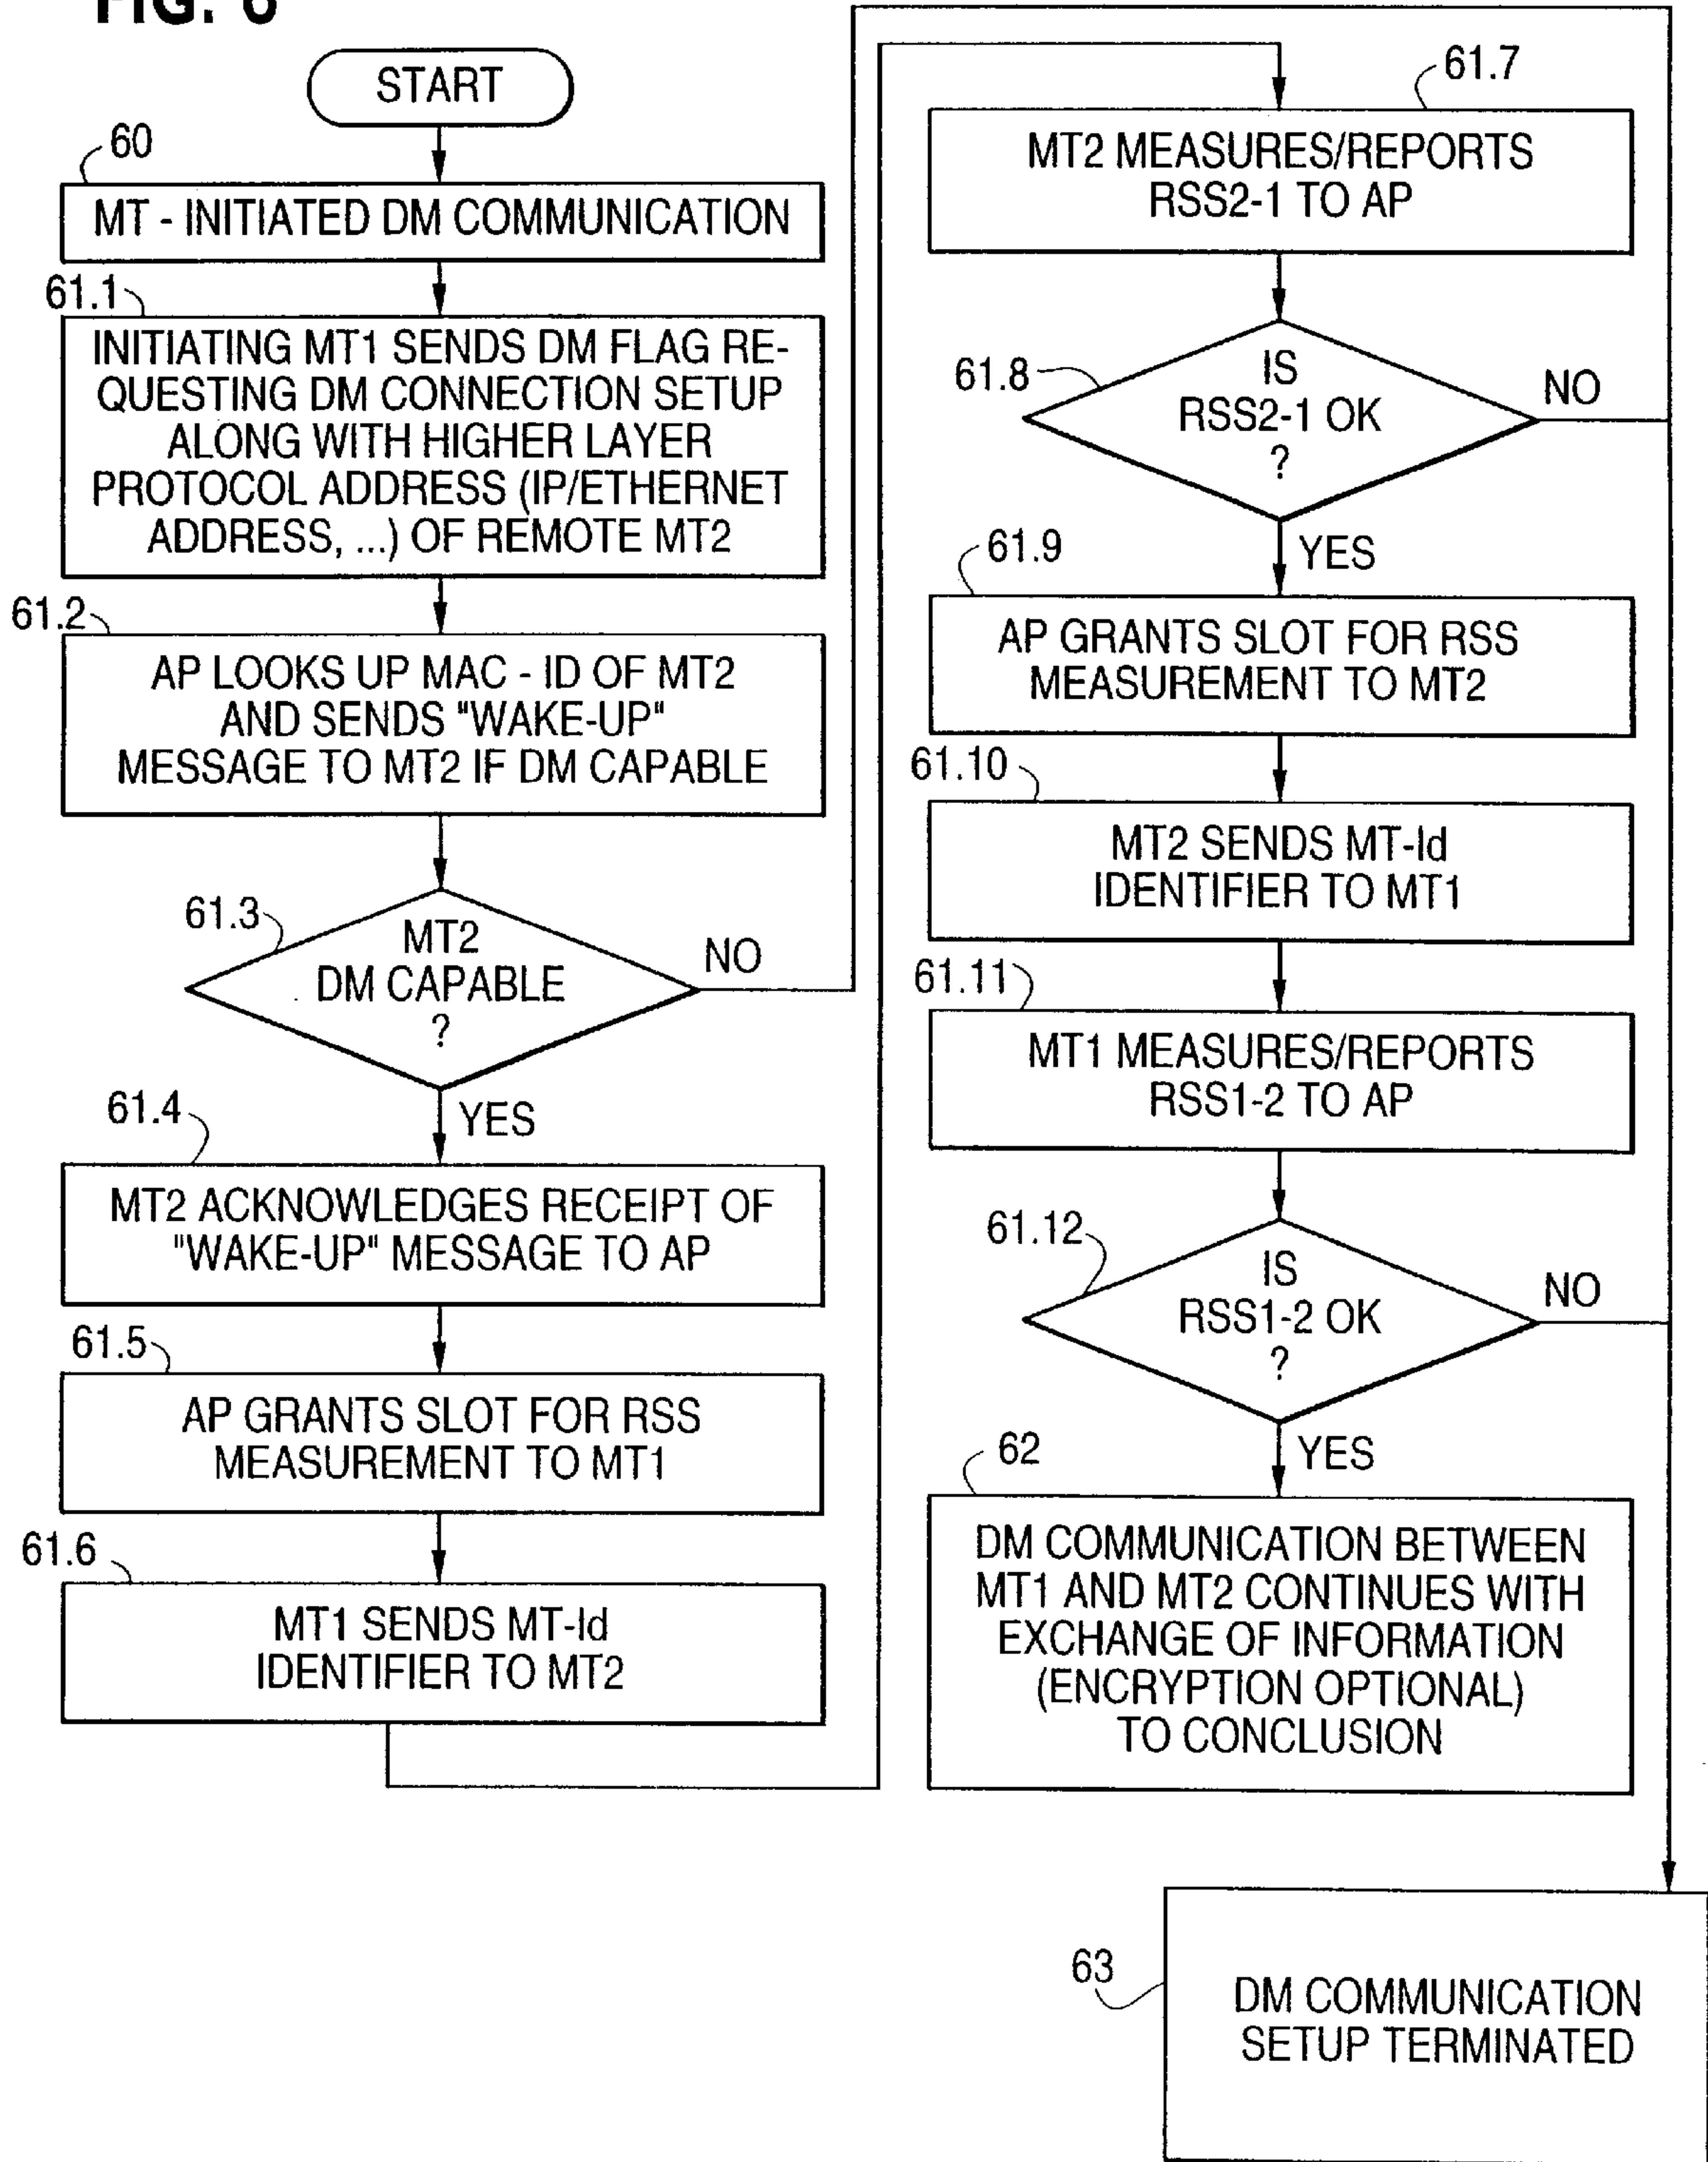 FIG. 6
START
60
MT - INITIATED DM COMMUNICATION
61.1
INITIATING MT1 SENDS DM FLAG RE-
QUESTING DM CONNECTION SETUP
ALONG WITH HIGHER LAYER
PROTOCOL ADDRESS (IP/ETHERNET
ADDRESS, ...) OF REMOTE MT2
61.2
AP LOOKS UP MAC - ID OF MT2
AND SENDS "WAKE-UP"
MESSAGE TO MT2 IF DM CAPABLE
61.3
MT2
DM CAPABLE
?
NO
YES
61.4
MT2 ACKNOWLEDGES RECEIPT OF
"WAKE-UP" MESSAGE TO AP
61.5
AP GRANTS SLOT FOR RSS
MEASUREMENT TO MT1
61.6
MT1 SENDS MT-Id
IDENTIFIER TO MT2
61.7
MT2 MEASURES/REPORTS
RSS2-1 TO AP
61.8
IS
RSS2-1 OK
?
NO
YES
61.9
AP GRANTS SLOT FOR RSS
MEASUREMENT TO MT2
61.10
MT2 SENDS MT-Id
IDENTIFIER TO MT1
61.11
MT1 MEASURES/REPORTS
RSS1-2 TO AP
61.12
IS
RSS1-2 OK
?
NO
YES
62
DM COMMUNICATION BETWEEN
MT1 AND MT2 CONTINUES WITH
EXCHANGE OF INFORMATION
(ENCRYPTION OPTIONAL)
TO CONCLUSION
63
DM COMMUNICATION
SETUP TERMINATED